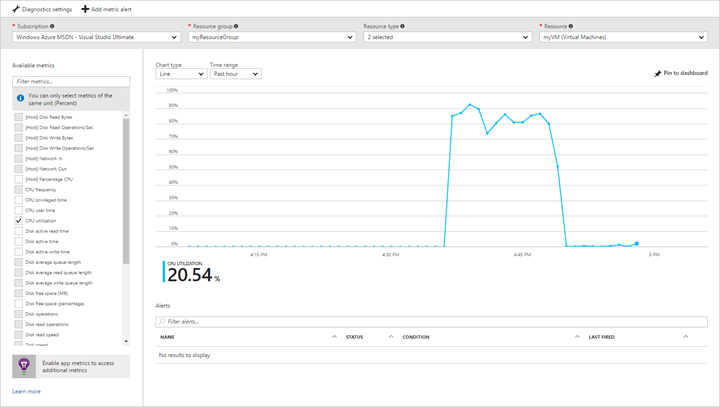 Diagnostics settings
Add metric alert
* Subscription
Windows Azure MSDN - Visual Studio Ultimate
* Resource group
myResourceGroup
Resource type
2 selected
* Resource
myVM (Virtual Machines)
Available metrics
Filter metrics...
You can only select metrics of the
same unit (Percent)
[Host] Disk Read Bytes
[Host] Disk Read Operations/Sec
[Host] Disk Write Bytes
[Host] Disk Write Operations/Sec
[Host] Network In
[Host] Network Out
[Host] Percentage CPU
CPU frequency
CPU privileged time
CPU user time
CPU utilization
Disk active read time
Disk active time
Disk active write time
Disk average queue length
Disk average read queue length
Disk average write queue length
Disk free space (MB)
Disk free space (percentage)
Disk operations
Disk read operations
Disk read speed
Disk speed
Enable app metrics to access
additional metrics
Learn more
Chart type
Line
Time range
Past hour
Pin to dashboard
100%
90%
80%
70%
60%
50%
40%
30%
20%
10%
0%
4:15 PM
4:30 PM
4:45 PM
5 PM
CPU UTILIZATION
20.54 %
Alerts
Filter alerts...
NAME
STATUS
CONDITION
LAST FIRED
No results to display